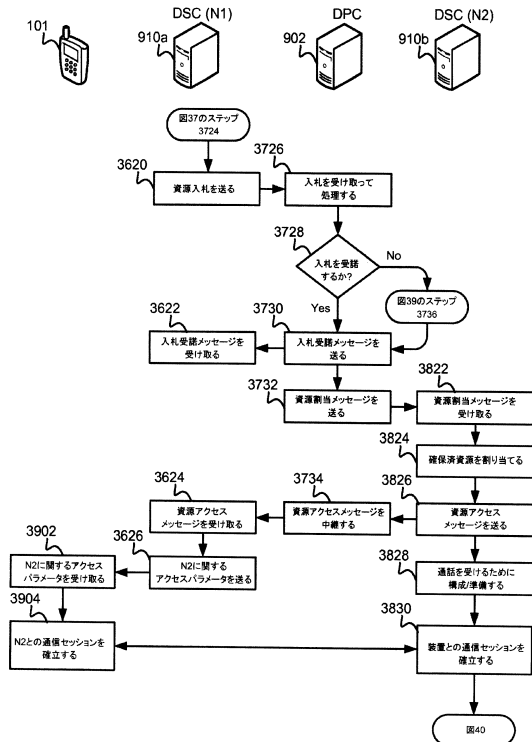 101
DSC (N1)
910a
DPC
902
DSC (N2)
910b
図37のステップ
3724
3620
資源入札を送る
3726
入札を受け取って
処理する
3728
入札を受諾
するか?
No
Yes
図39のステップ
3736
3622
入札受諾メッセージを
受け取る
3730
入札受諾メッセージを
送る
3732
資源割当メッセージを
送る
3822
資源割当メッセージを
受け取る
3824
確保済資源を割り当てる
3624
資源アクセス
メッセージを受け取る
3734
資源アクセスメッセージを
中継する
3826
資源アクセス
メッセージを送る
3902
N2に関するアクセス
パラメータを受け取る
3626
N2に関する
アクセスパラメータを送る
3828
通話を受けるために
構成/準備する
3904
N2との通信セッションを
確立する
3830
装置との通信セッションを
確立する
図40